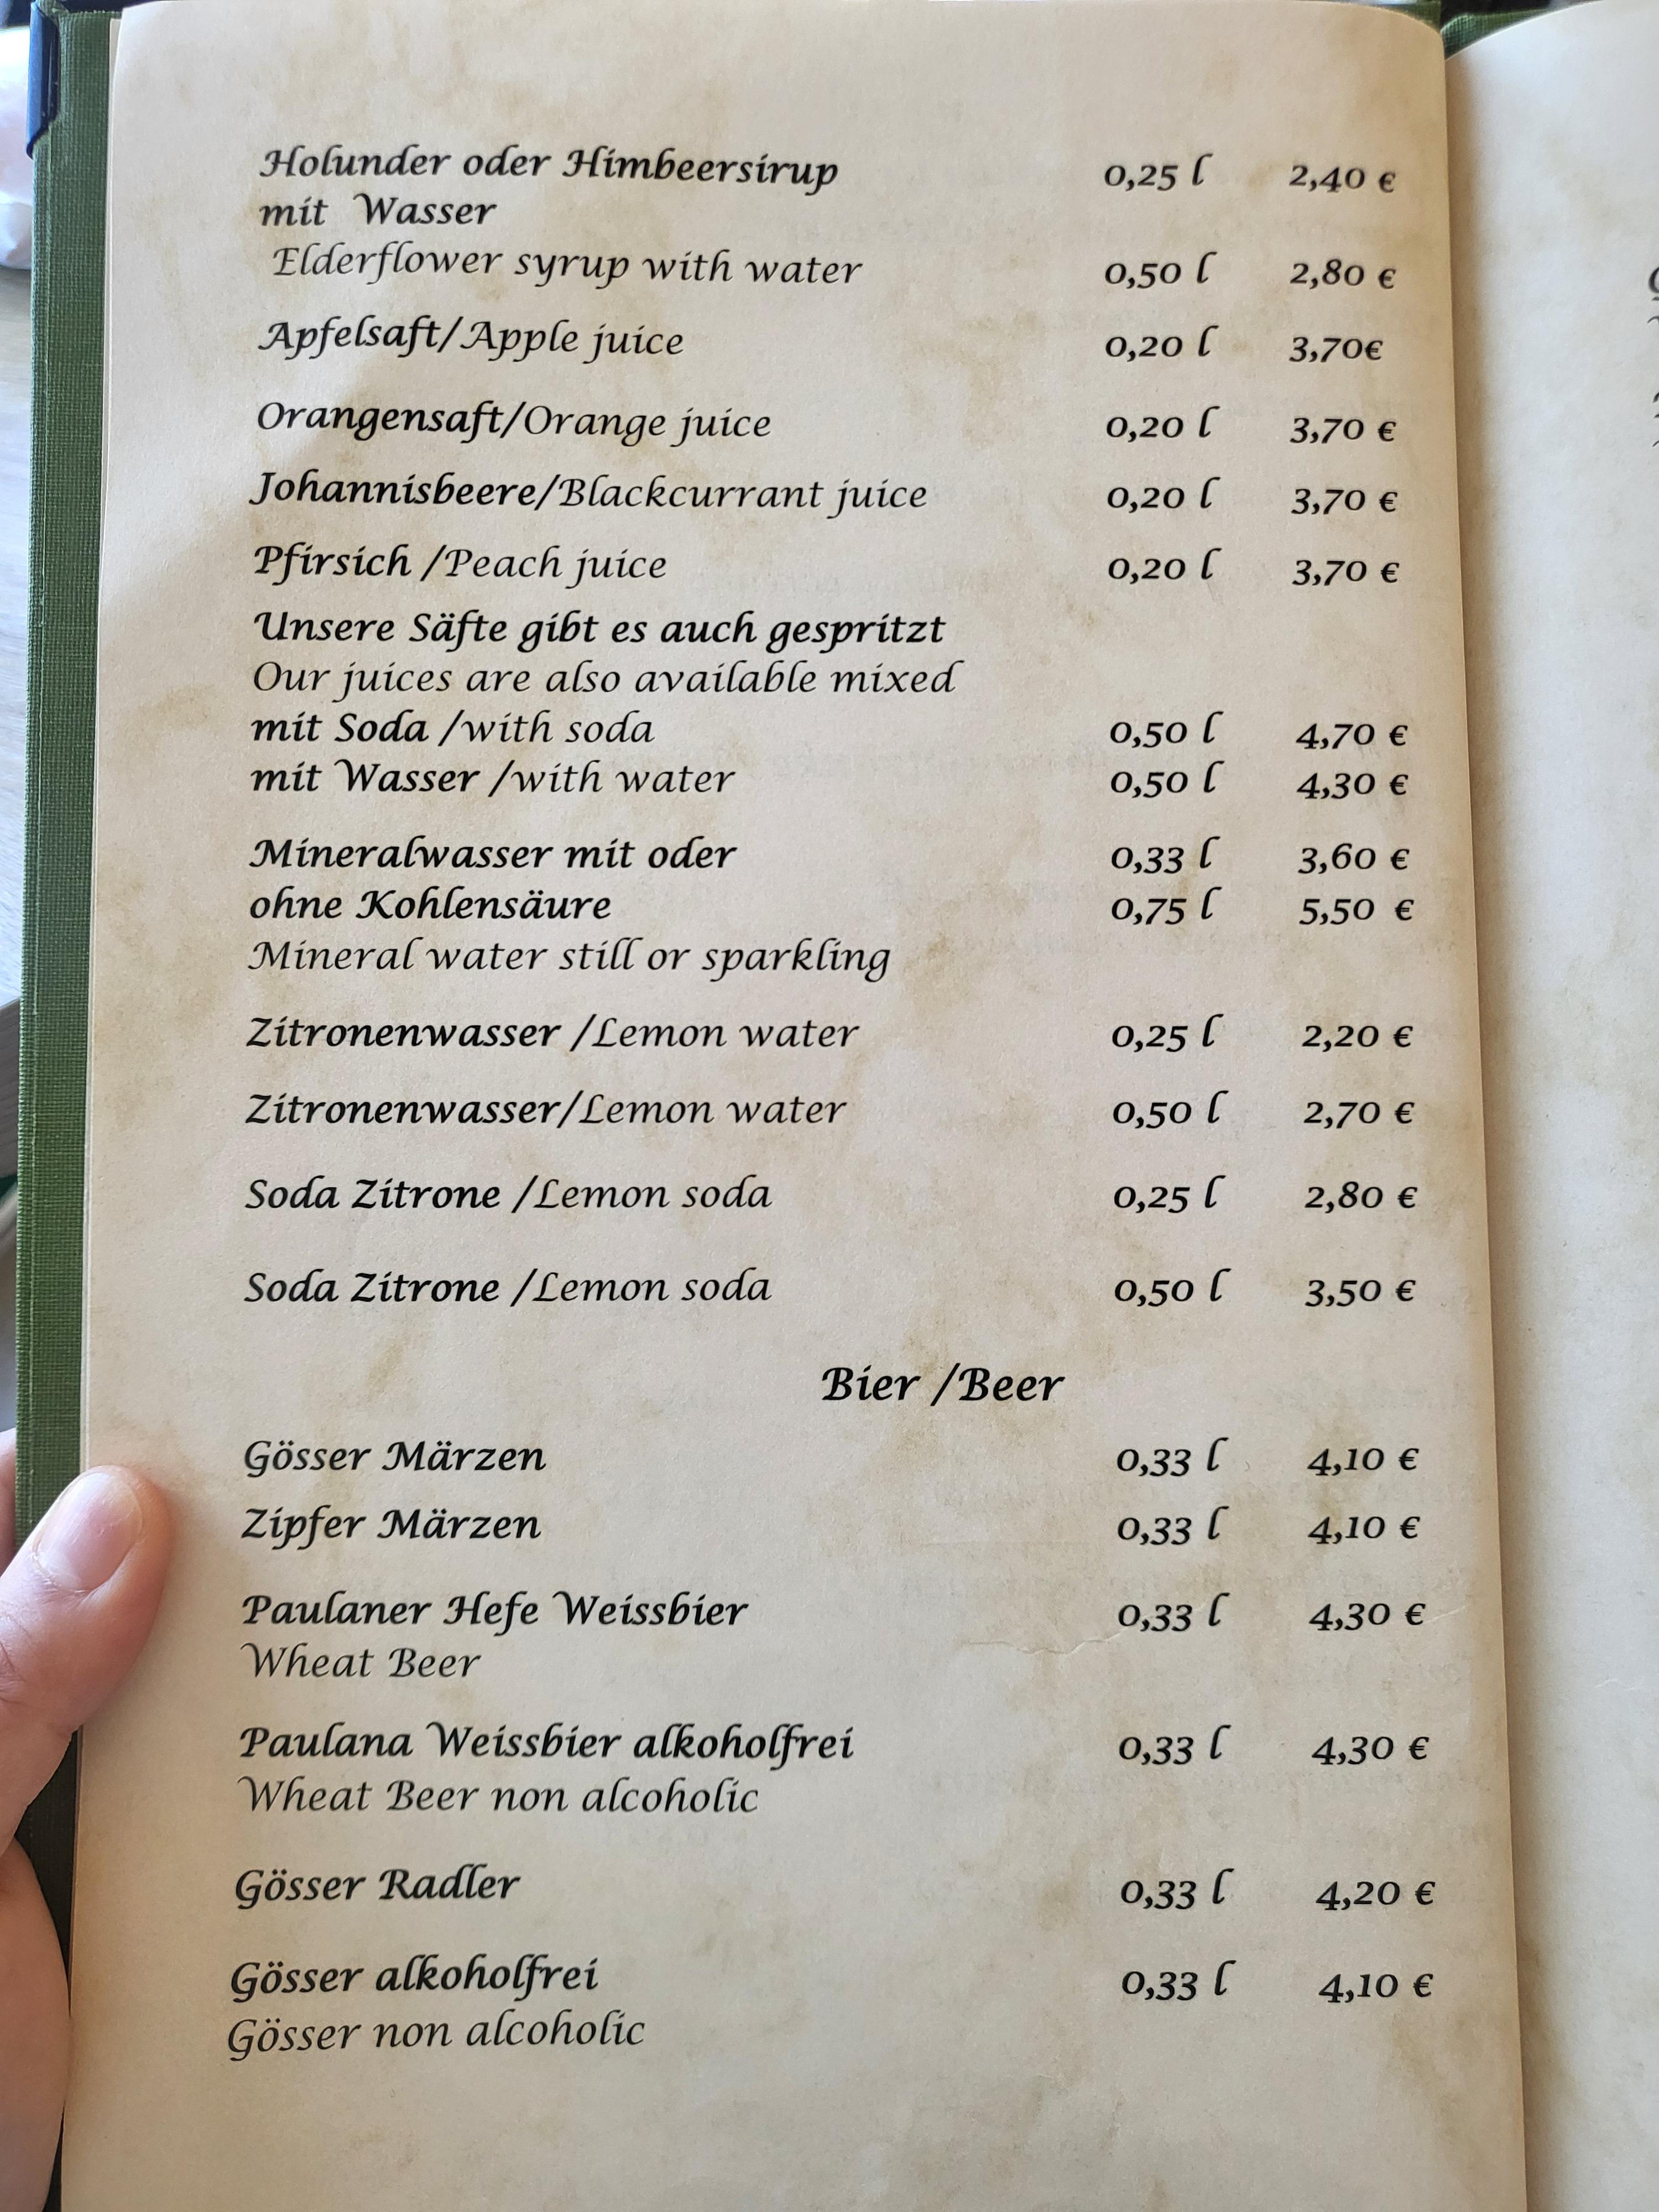 Holunder oder Himbeersirup 0,25 l 2,40 €
mit Wasser
Elderflower syrup with water 0,50 l 2,80 €
Apfelsaft/Apple juice 0,20 l 3,70€
Orangensaft/Orange juice 0,20 l 3,70 €
Johannisbeere/Blackcurrant juice 0,20 l 3,70 €
Pfirsich /Peach juice 0,20 l 3,70 €
Unsere Säfte gibt es auch gespritzt
Our juices are also available mixed
mit Soda /with soda 0,50 l 4,70 €
mit Wasser /with water 0,50 l 4,30 €
Mineralwasser mit oder 0,33 l 3,60 €
ohne Kohlensäure 0,75 l 5,50 €
Mineral water still or sparkling
Zitronenwasser /Lemon water 0,25 l 2,20 €
Zitronenwasser/Lemon water 0,50 l 2,70 €
Soda Zitrone /Lemon soda 0,25 l 2,80 €
Soda Zitrone /Lemon soda 0,50 l 3,50 €
Bier /Beer
Gösser Märzen 0,33 l 4,10 €
Zipfer Märzen 0,33 l 4,10 €
Paulaner Hefe Weissbier 0,33 l 4,30 €
Wheat Beer
Paulana Weissbier alkoholfrei 0,33 l 4,30 €
Wheat Beer non alcoholic
Gösser Radler 0,33 l 4,20 €
Gösser alkoholfrei 0,33 l 4,10 €
Gösser non alcoholic